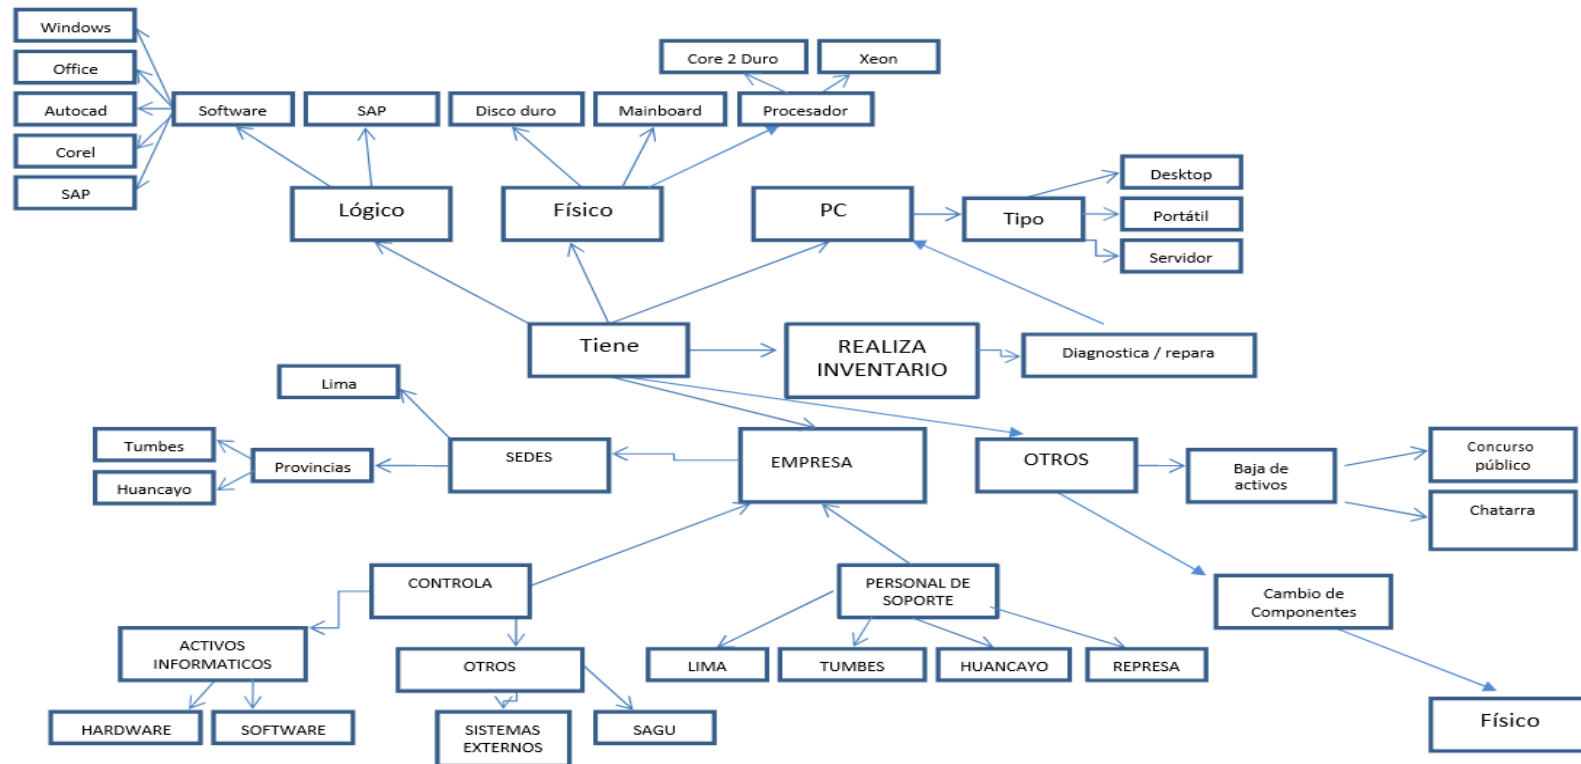 Windows
Office
Autocad
Corel
SAP
Software
SAP
Disco duro
Mainboard
Core 2 Duro
Xeon
Procesador
Lógico
Físico
PC
Tipo
Desktop
Portátil
Servidor
Tiene
REALIZA
INVENTARIO
Diagnostica / repara
Lima
Tumbes
Huancayo
Provincias
SEDES
EMPRESA
OTROS
Baja de
activos
Concurso
público
Chatarra
CONTROLA
PERSONAL DE
SOPORTE
Cambio de
Componentes
ACTIVOS
INFORMATICOS
OTROS
LIMA
TUMBES
HUANCAYO
REPRESA
HARDWARE
SOFTWARE
SISTEMAS
EXTERNOS
SAGU
Físico